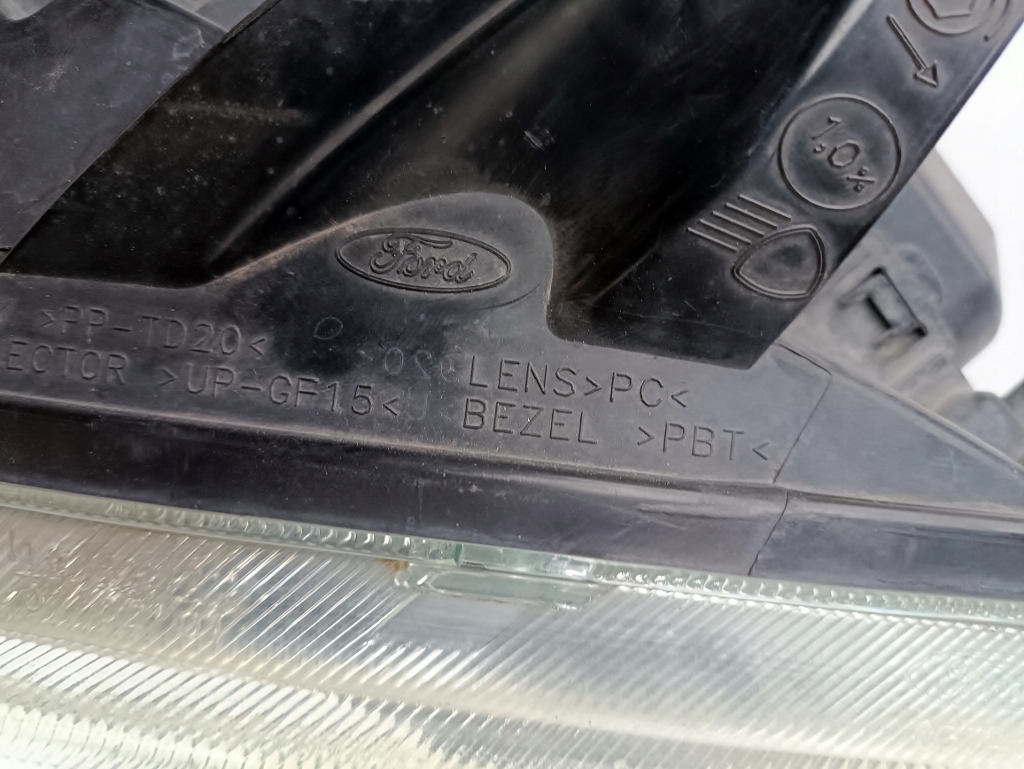 1,0%
Ford
>PP-TD20<
LENS>PC<
ECTOR >UP-GF15<
BEZEL >PBT<